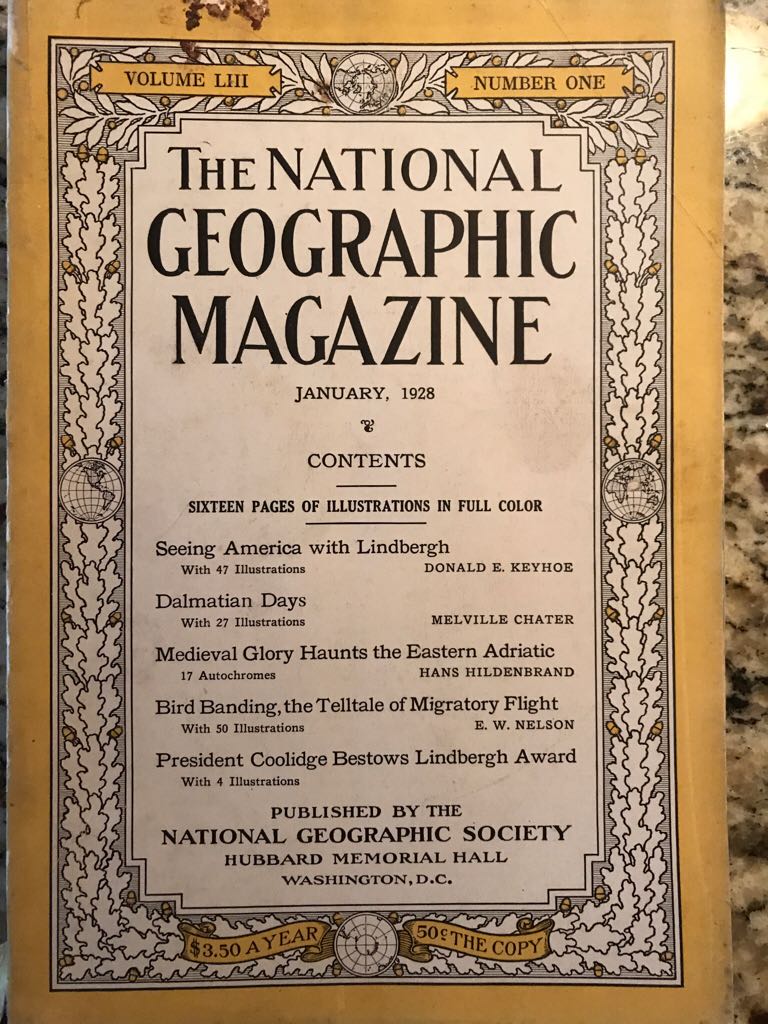 VOLUME LIII
NUMBER ONE
THE NATIONAL
GEOGRAPHIC
MAGAZINE
JANUARY, 1928
CONTENTS
SIXTEEN PAGES OF ILLUSTRATIONS IN FULL COLOR
Seeing America with Lindbergh
With 47 Illustrations DONALD E. KEYHOE
Dalmatian Days
With 27 Illustrations MELVILLE CHATER
Medieval Glory Haunts the Eastern Adriatic
17 Autochromes HANS HILDENBRAND
Bird Banding, the Telltale of Migratory Flight
With 50 Illustrations E. W. NELSON
President Coolidge Bestows Lindbergh Award
With 4 Illustrations
PUBLISHED BY THE
NATIONAL GEOGRAPHIC SOCIETY
HUBBARD MEMORIAL HALL
WASHINGTON, D.C.
$3.50 A YEAR
50¢ THE COPY